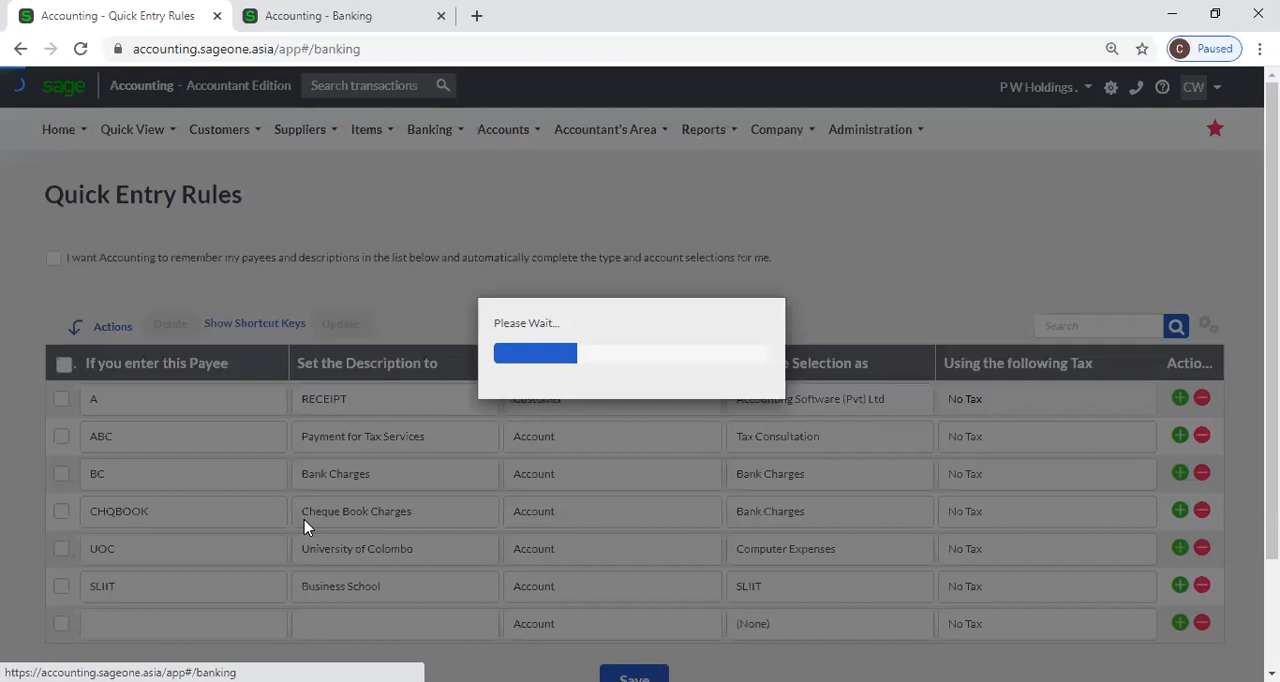 Accounting - Quick Entry Rules
Accounting - Banking
accounting.sageone.asia/app#/banking
C Paused
sage Accounting - Accountant Edition Search transactions P W Holdings . CW
Home Quick View Customers Suppliers Items Banking Accounts Accountant's Area Reports Company Administration
Quick Entry Rules
I want Accounting to remember my payees and descriptions in the list below and automatically complete the type and account selections for me.
Please Wait...
Actions Delete Show Shortcut Keys Update Search
If you enter this Payee Set the Description to Selection as Using the following Tax Actio...
A RECEIPT Customer Accounting Software (Pvt) Ltd No Tax
ABC Payment for Tax Services Account Tax Consultation No Tax
BC Bank Charges Account Bank Charges No Tax
CHQBOOK Cheque Book Charges Account Bank Charges No Tax
UOC University of Colombo Account Computer Expenses No Tax
SLIIT Business School Account SLIIT No Tax
Account (None) No Tax
Save
https://accounting.sageone.asia/app#/banking